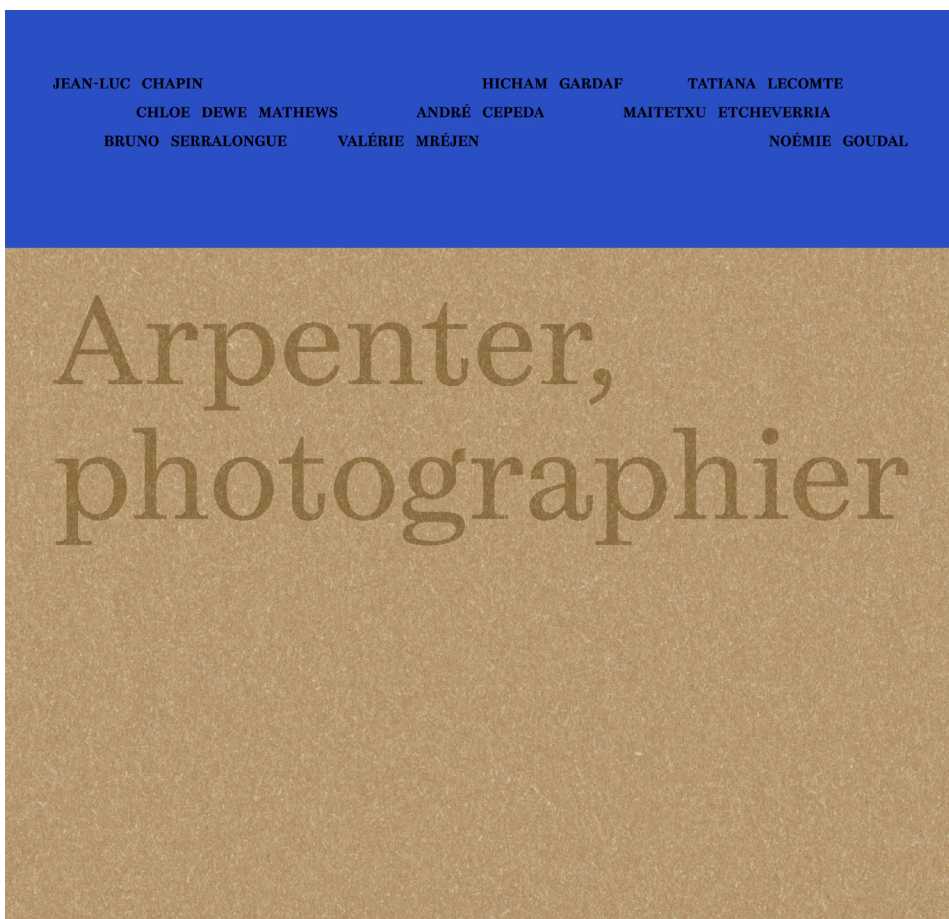 JEAN-LUC CHAPIN HICHAM GARDAF TATIANA LECOMTE
CHLOE DEWE MATHEWS ANDRÉ CEPEDA MAITETXU ETCHEVERRIA
BRUNO SERRALONGUE VALÉRIE MRÉJEN NOÉMIE GOUDAL
Arpenter,
photographier